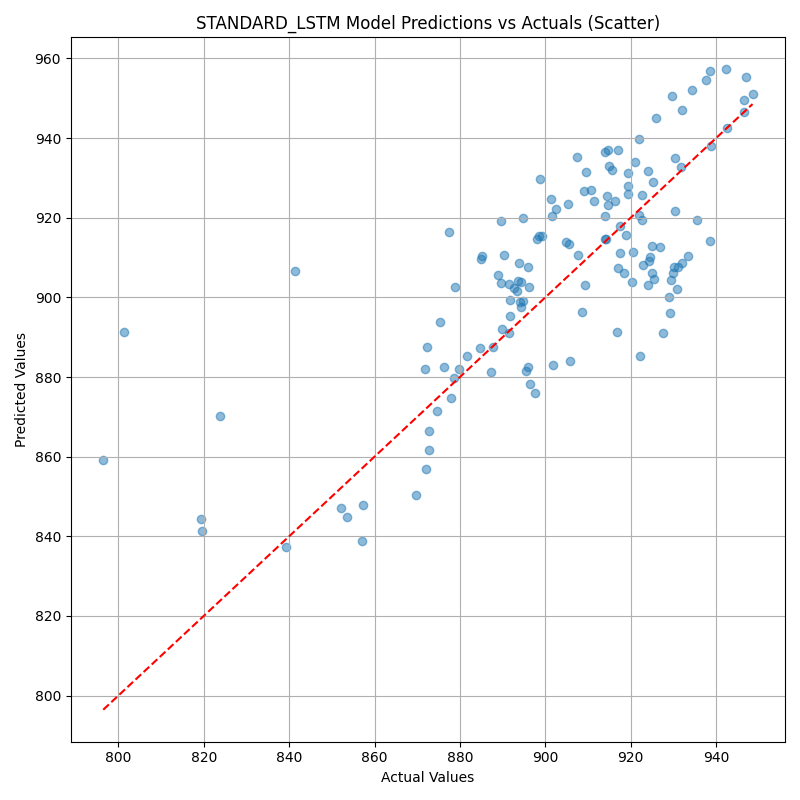 STANDARD_LSTM Model Predictions vs Actuals (Scatter)
Predicted Values
960
940
920
900
880
860
840
820
800
800 820 840 860 880 900 920 940
Actual Values